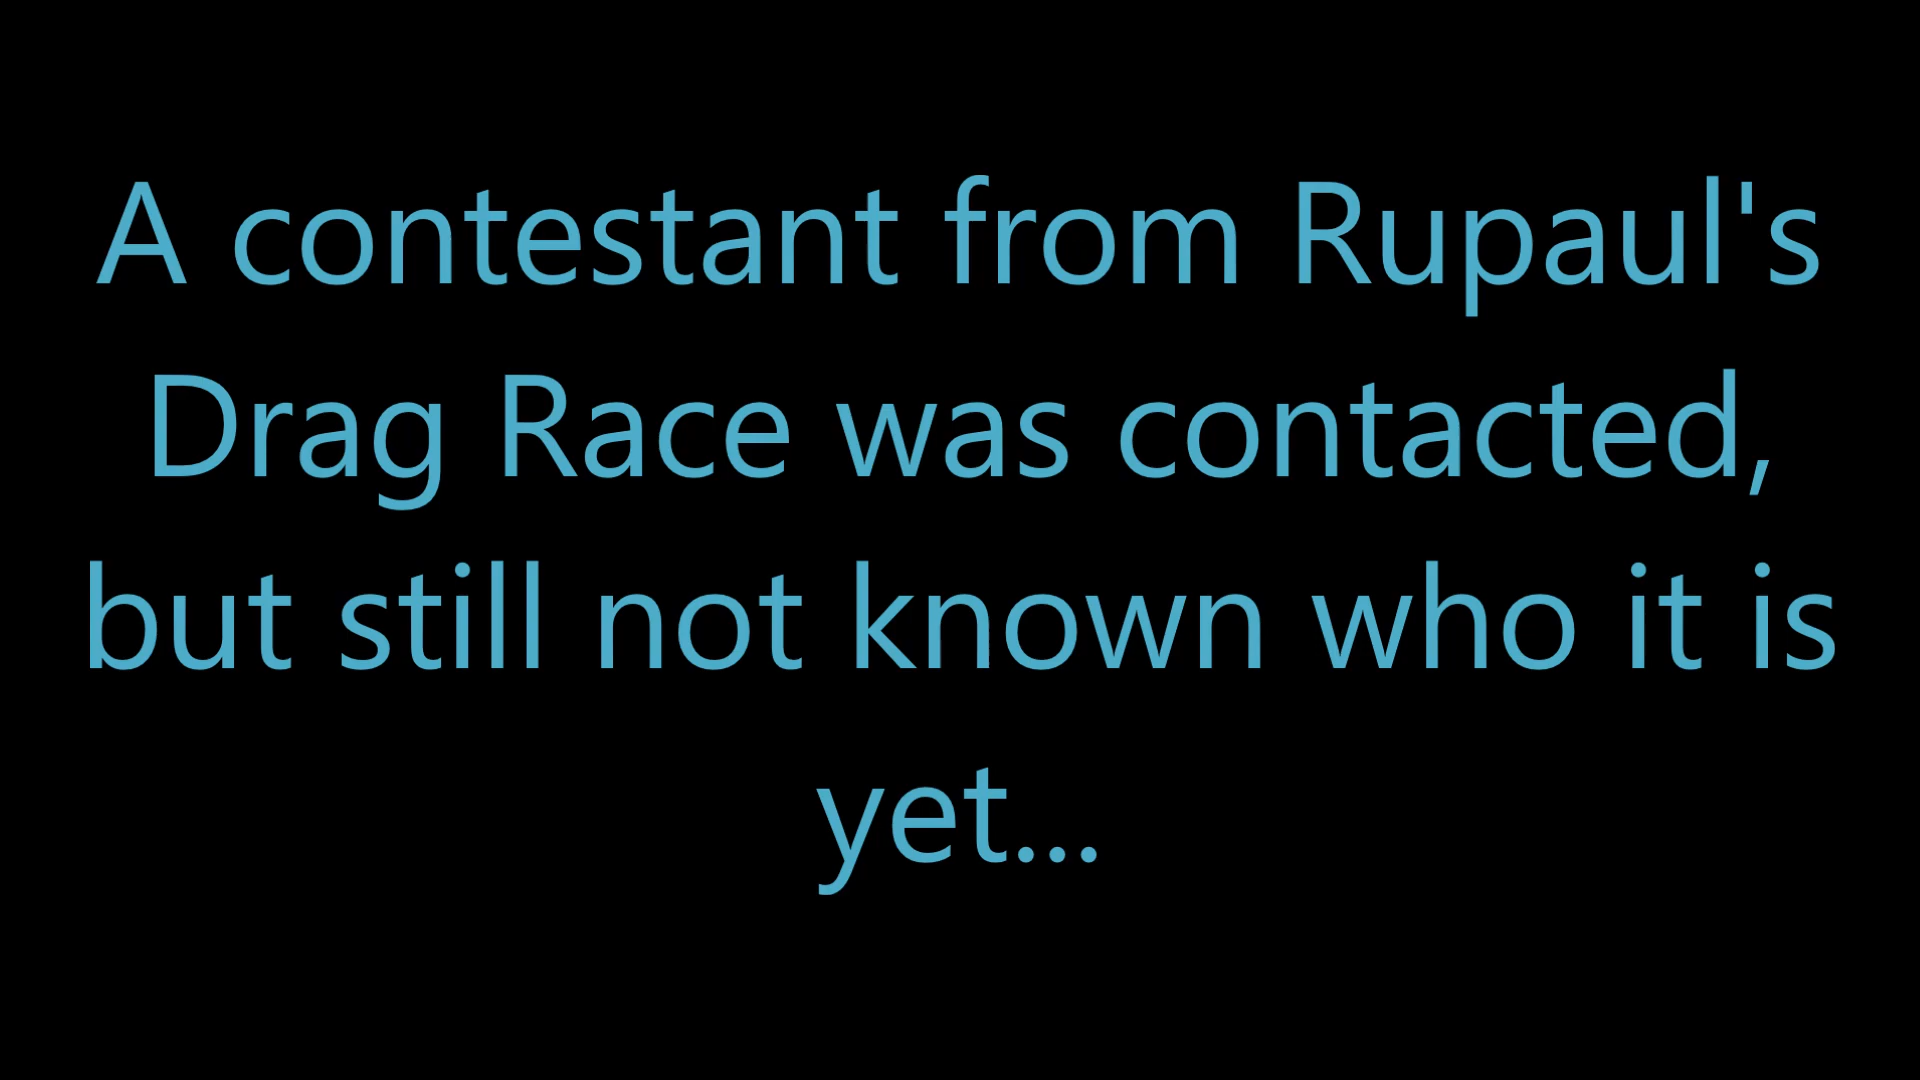 A contestant from Rupaul's
Drag Race was contacted,
but still not known who it is
yet...